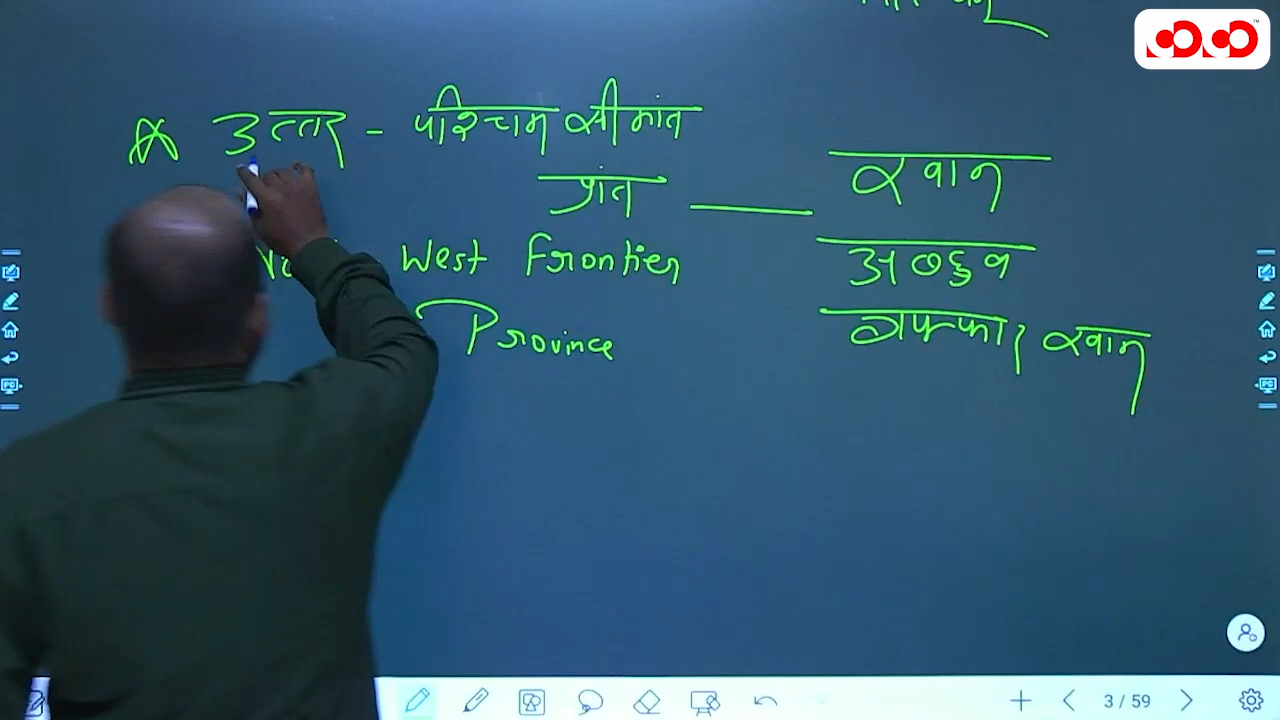 उत्तर - पश्चिम सीमांत
प्रांत
West Frontier
Province
खान
अब्दुल
गफ्फार खान
3 / 59